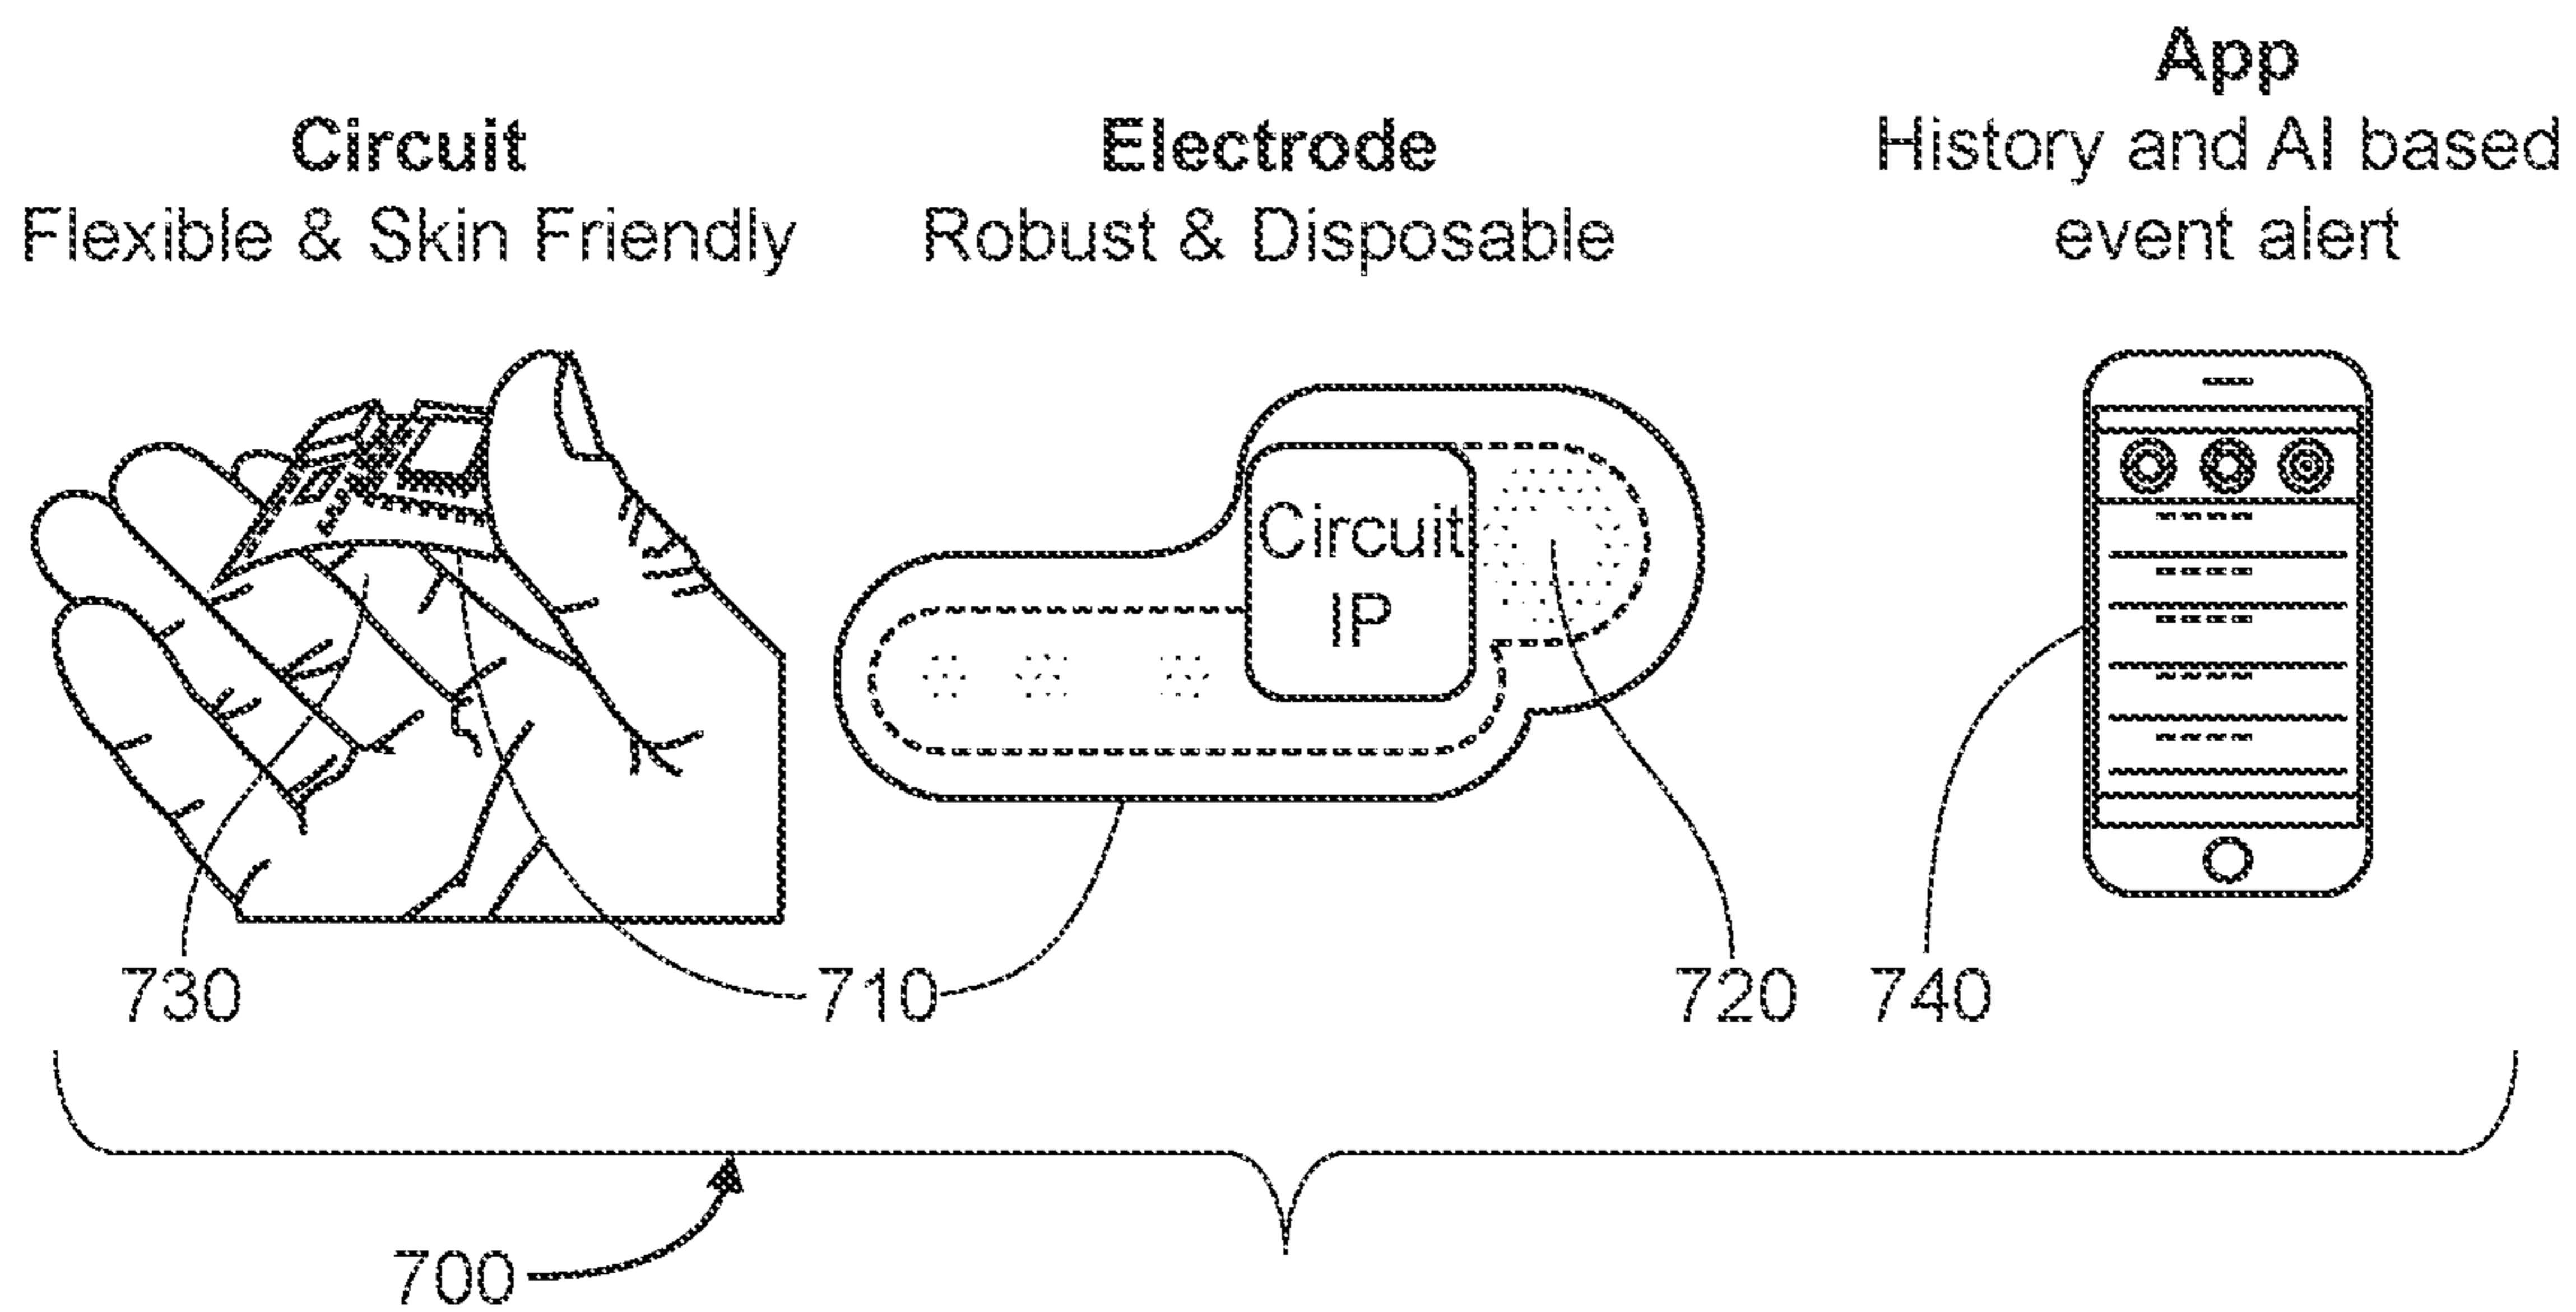 Circuit
Flexible & Skin Friendly
Electrode
Robust & Disposable
App
History and AI based
event alert
Circuit
IP
730
710
720
740
700